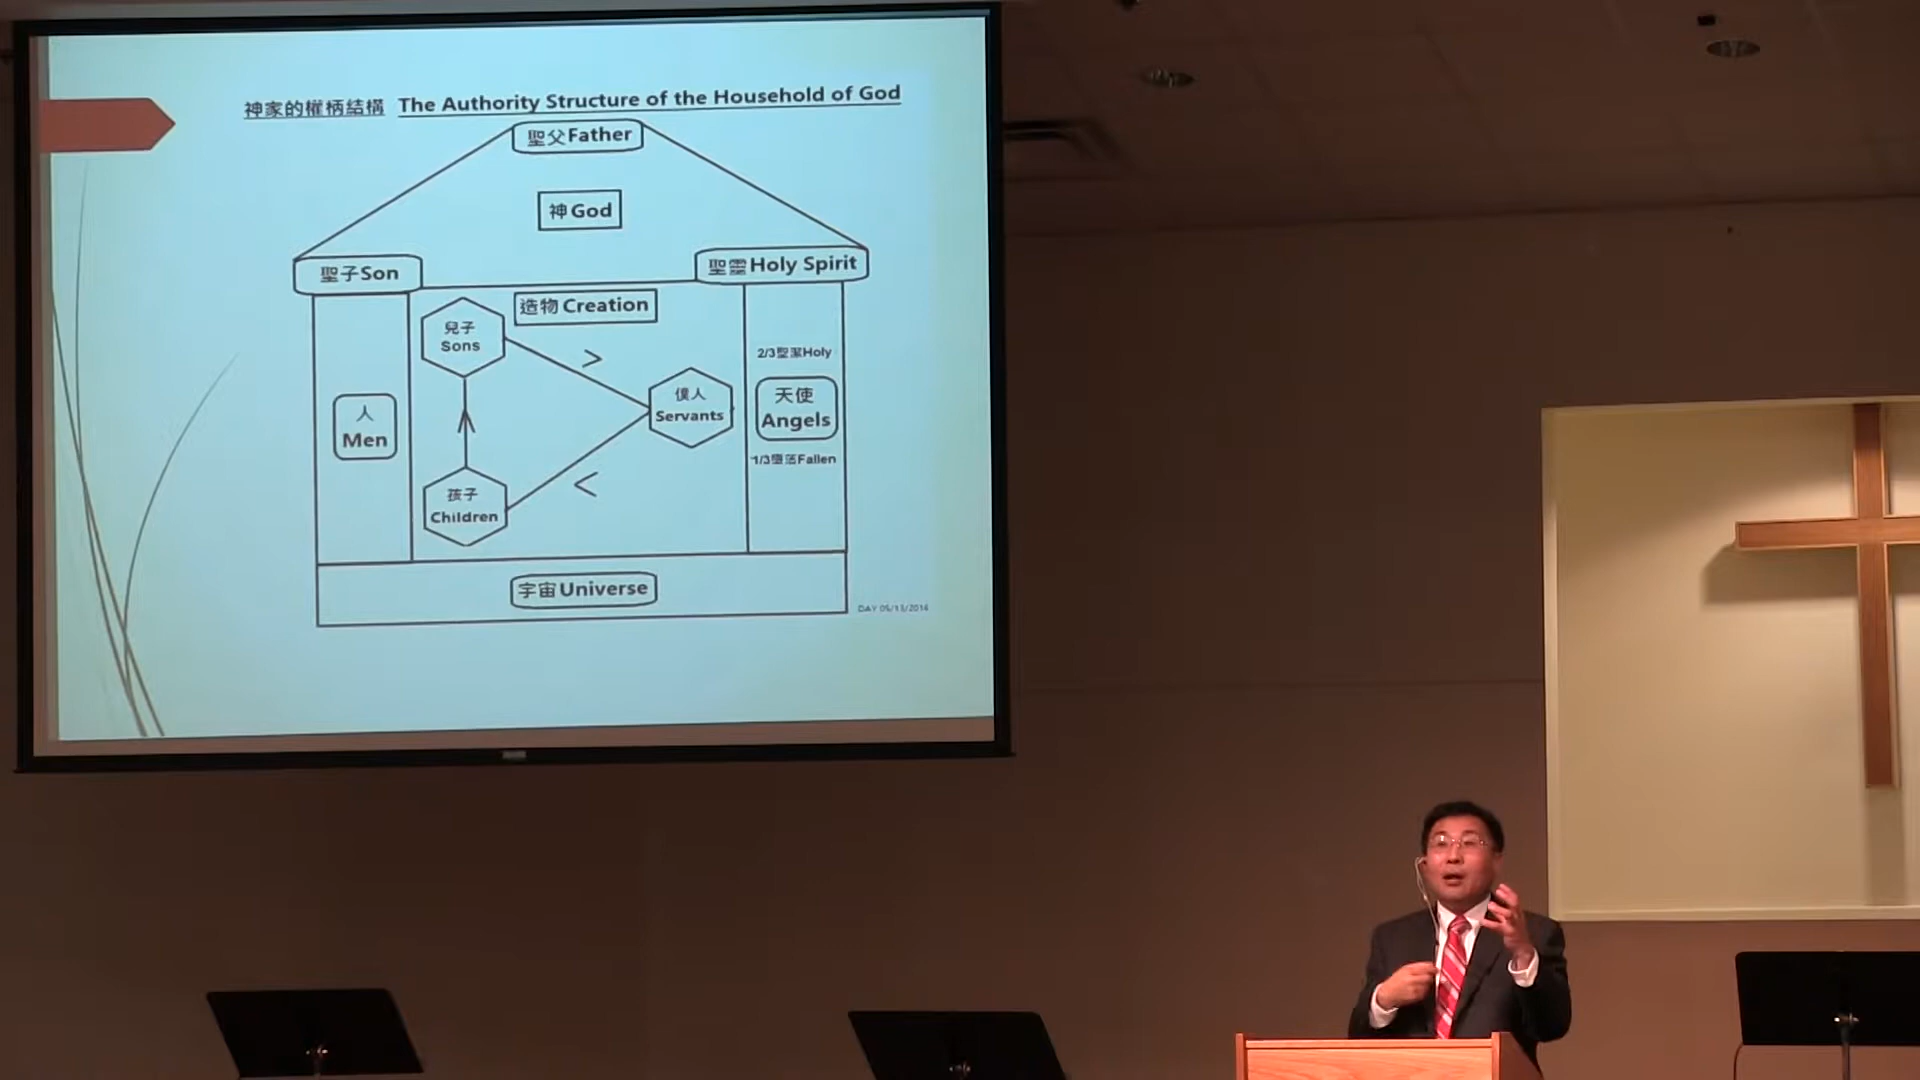 神家的權柄結構 The Authority Structure of the Household of God
聖父Father
神God
聖子Son
聖靈Holy Spirit
造物Creation
兒子
Sons
>
2/3聖潔Holy
僕人
Servants
天使
Angels
人
Men
1/3墮落Fallen
<
孩子
Children
宇宙Universe
DAY 05/13/2016